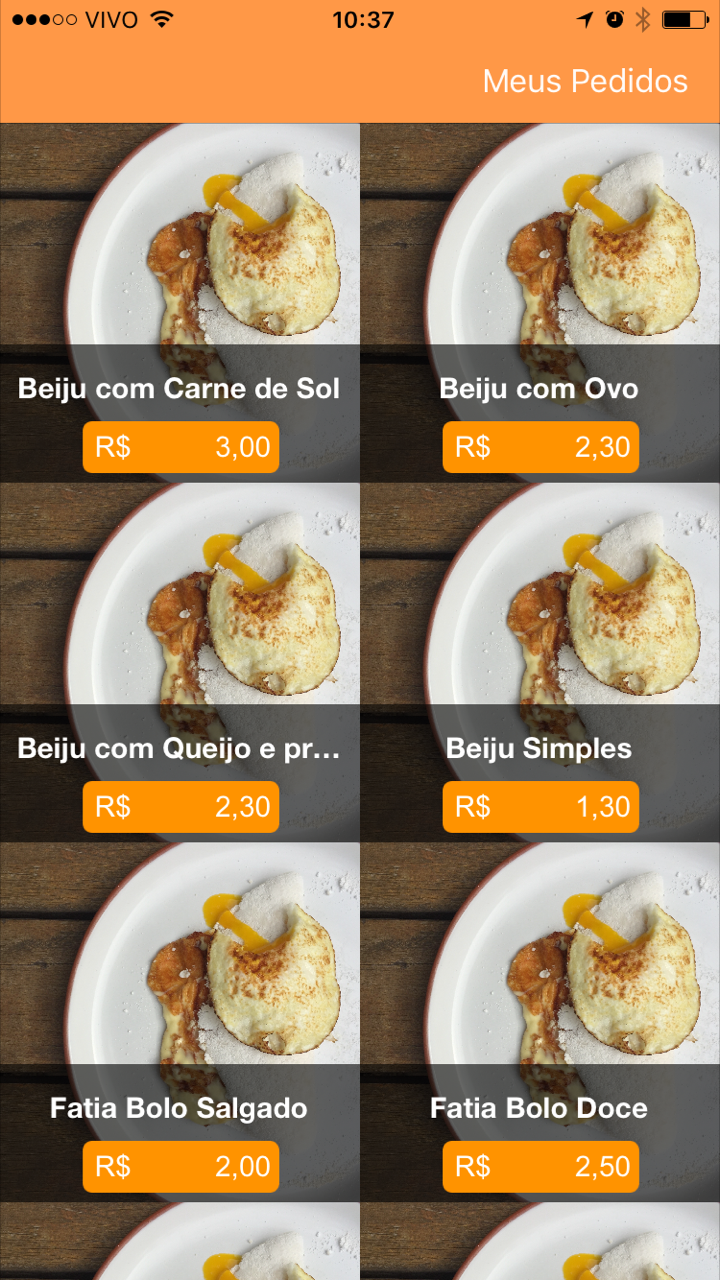 VIVO 10:37
Meus Pedidos
Beiju com Carne de Sol
R$ 3,00
Beiju com Ovo
R$ 2,30
Beiju com Queijo e pr...
R$ 2,30
Beiju Simples
R$ 1,30
Fatia Bolo Salgado
R$ 2,00
Fatia Bolo Doce
R$ 2,50